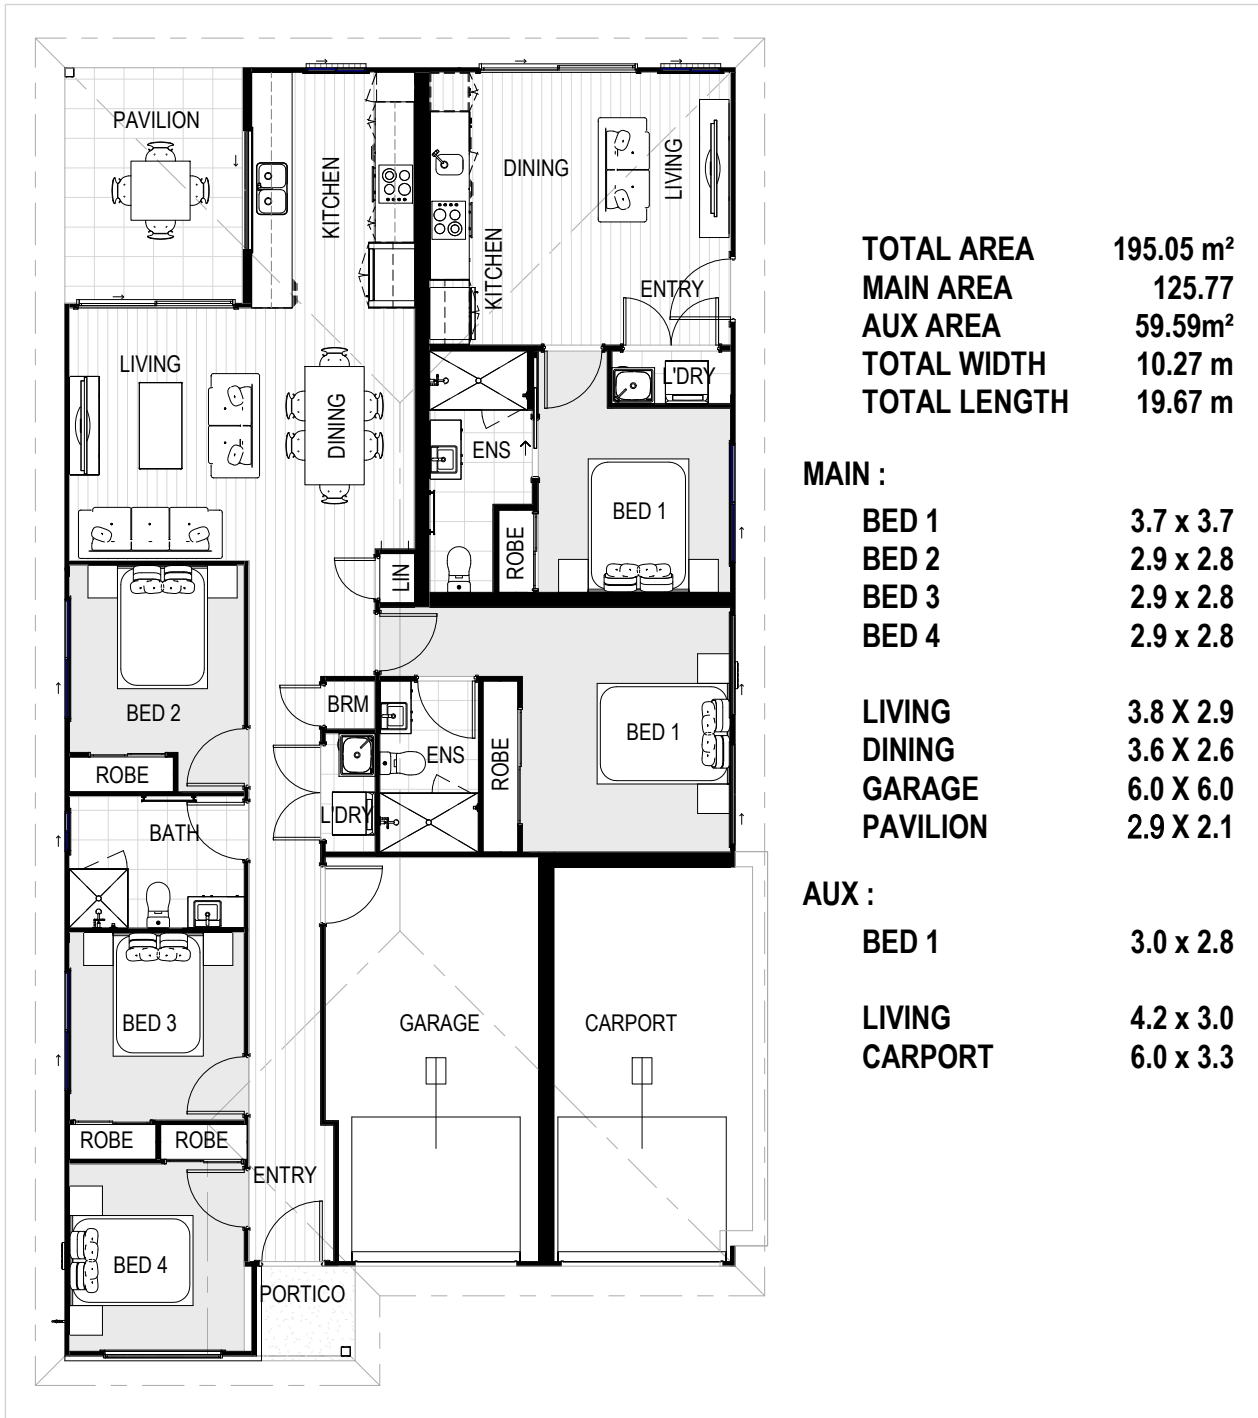 PAVILION
KITCHEN
DINING
LIVING
KITCHEN
ENTRY
LIVING
DINING
L'DRY
ENS
BED 1
ROBE
LIN
BED 2
ROBE
BRM
ENS
ROBE
BED 1
L'DRY
BATH
BED 3
GARAGE
CARPORT
ROBE
ROBE
ENTRY
BED 4
PORTICO
TOTAL AREA 195.05 m²
MAIN AREA 125.77
AUX AREA 59.59m²
TOTAL WIDTH 10.27 m
TOTAL LENGTH 19.67 m
MAIN :
BED 1 3.7 x 3.7
BED 2 2.9 x 2.8
BED 3 2.9 x 2.8
BED 4 2.9 x 2.8
LIVING 3.8 X 2.9
DINING 3.6 X 2.6
GARAGE 6.0 X 6.0
PAVILION 2.9 X 2.1
AUX :
BED 1 3.0 x 2.8
LIVING 4.2 x 3.0
CARPORT 6.0 x 3.3